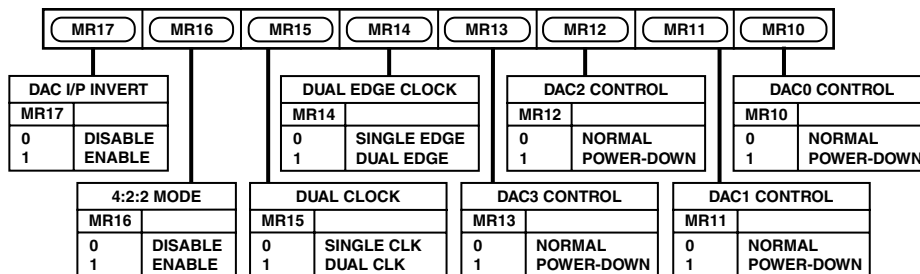 MR17 MR16 MR15 MR14 MR13 MR12 MR11 MR10
DAC I/P INVERT
MR17
0 DISABLE
1 ENABLE
DUAL EDGE CLOCK
MR14
0 SINGLE EDGE
1 DUAL EDGE
DAC2 CONTROL
MR12
0 NORMAL
1 POWER-DOWN
DAC0 CONTROL
MR10
0 NORMAL
1 POWER-DOWN
4:2:2 MODE
MR16
0 DISABLE
1 ENABLE
DUAL CLOCK
MR15
0 SINGLE CLK
1 DUAL CLK
DAC3 CONTROL
MR13
0 NORMAL
1 POWER-DOWN
DAC1 CONTROL
MR11
0 NORMAL
1 POWER-DOWN